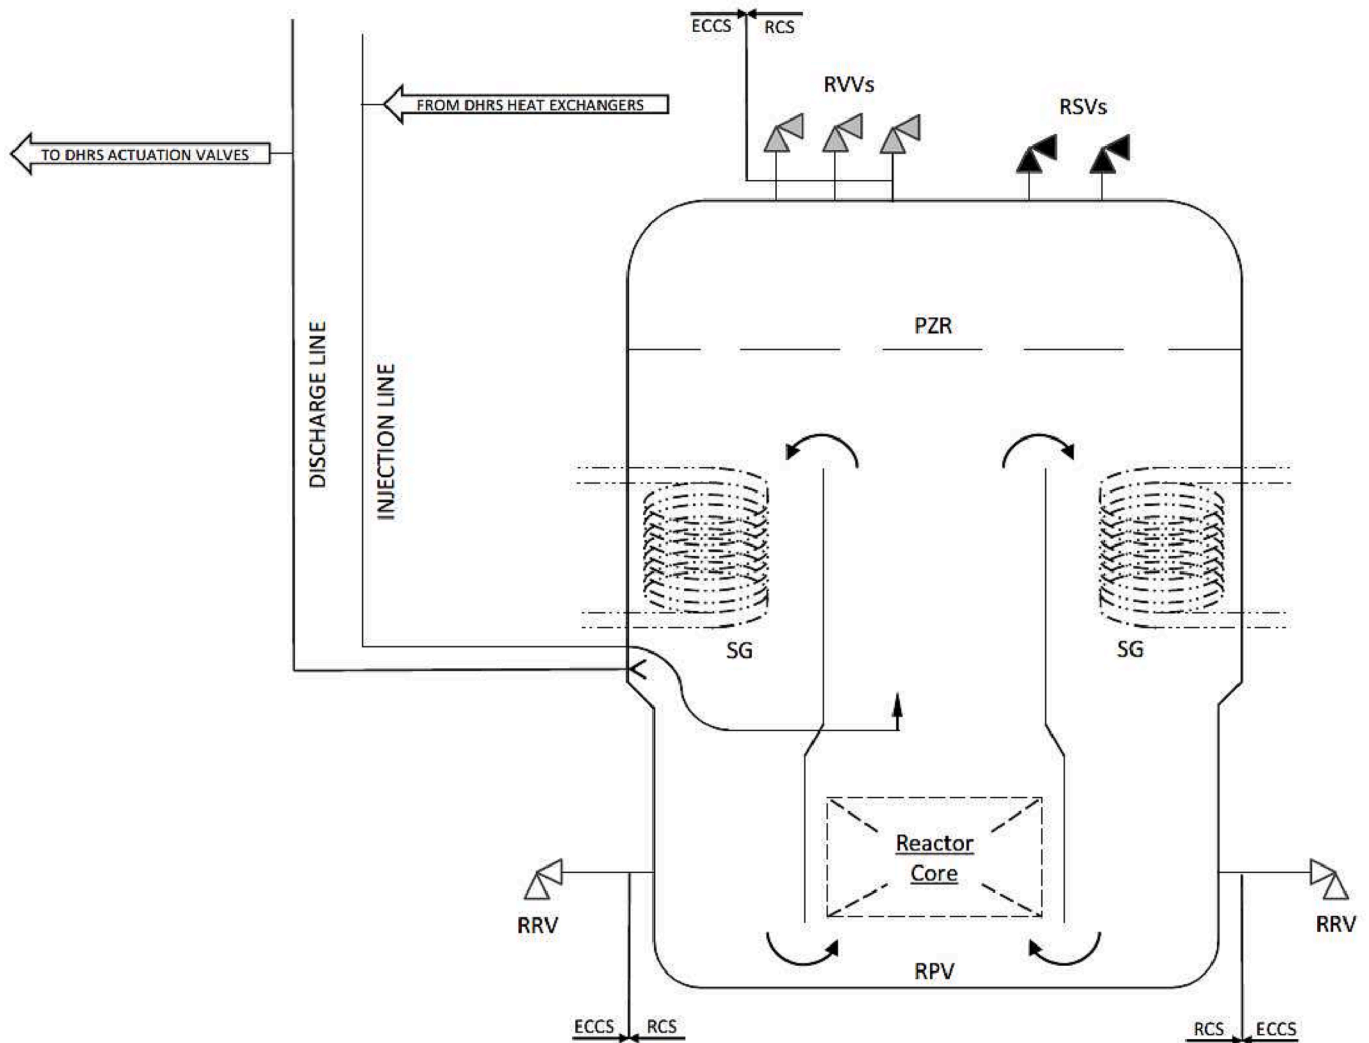 ECCS RCS
RVVs
RSVs
FROM DHRS HEAT EXCHANGERS
TO DHRS ACTUATION VALVES
PZR
DISCHARGE LINE
INJECTION LINE
SG
SG
Reactor
Core
RRV
RRV
RPV
ECCS RCS
RCS ECCS